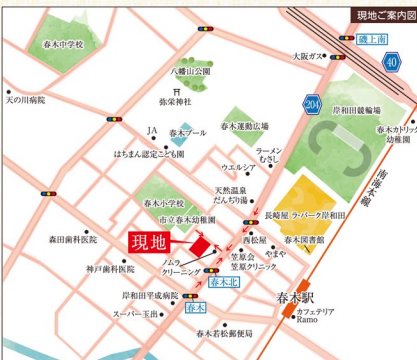 現地ご案内図
磯上南
春木中学校
大阪ガス
40
八幡山公園
天の川病院
弥栄神社
204
岸和田競輪場
JA
春木プール
春木運動広場
春木カトリック
幼稚園
はちまん認定こども園
ラーメン
むさし
ウエルシア
南海本線
天然温泉
だんぢり湯
春木小学校
長崎屋 ラ・パーク岸和田
市立春木幼稚園
現地
西松屋
春木図書館
森田歯科医院
やまや
ノムラ
クリーニング
笠原会
笠原クリニック
神戸歯科医院
春木北
岸和田平成病院
春木駅
春木
カフェテリア
Ramo
スーパー玉出
春木若松郵便局